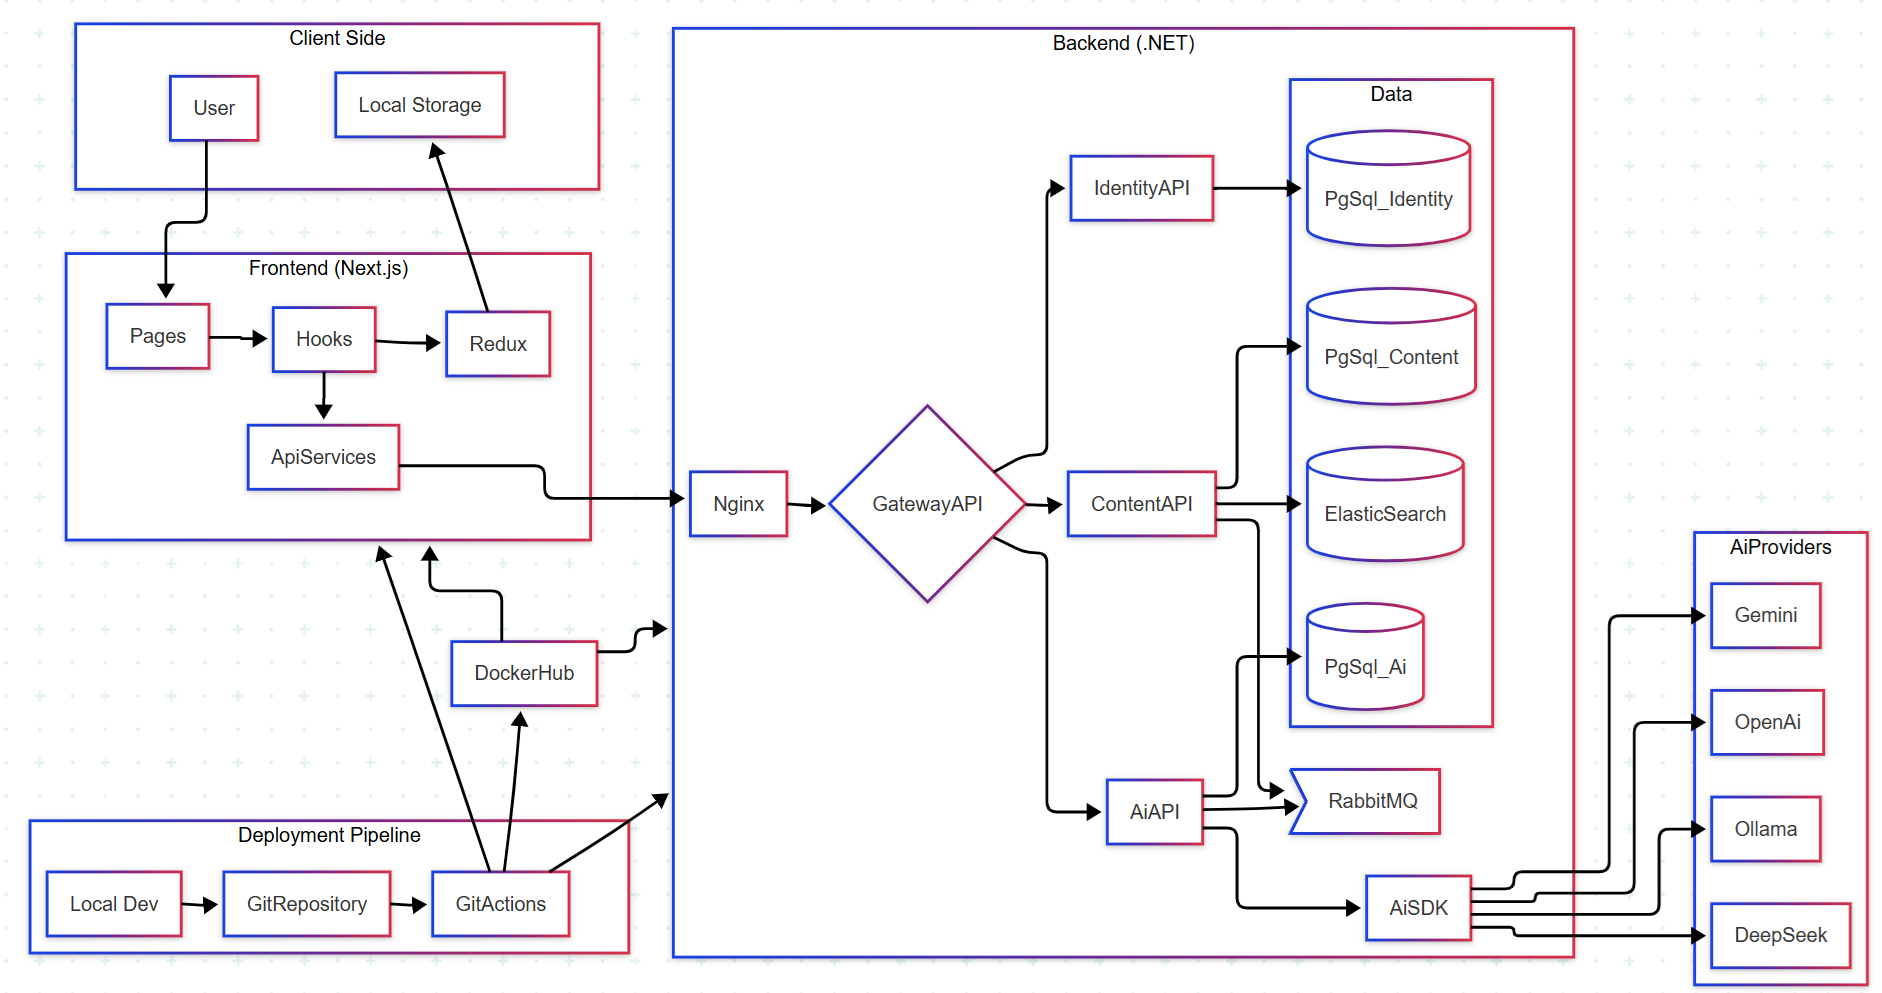 Client Side
User
Local Storage
Frontend (Next.js)
Pages
Hooks
Redux
ApiServices
DockerHub
Deployment Pipeline
Local Dev
GitRepository
GitActions
Backend (.NET)
Nginx
GatewayAPI
IdentityAPI
ContentAPI
AiAPI
Data
PgSql_Identity
PgSql_Content
ElasticSearch
PgSql_Ai
RabbitMQ
AiSDK
AiProviders
Gemini
OpenAi
Ollama
DeepSeek